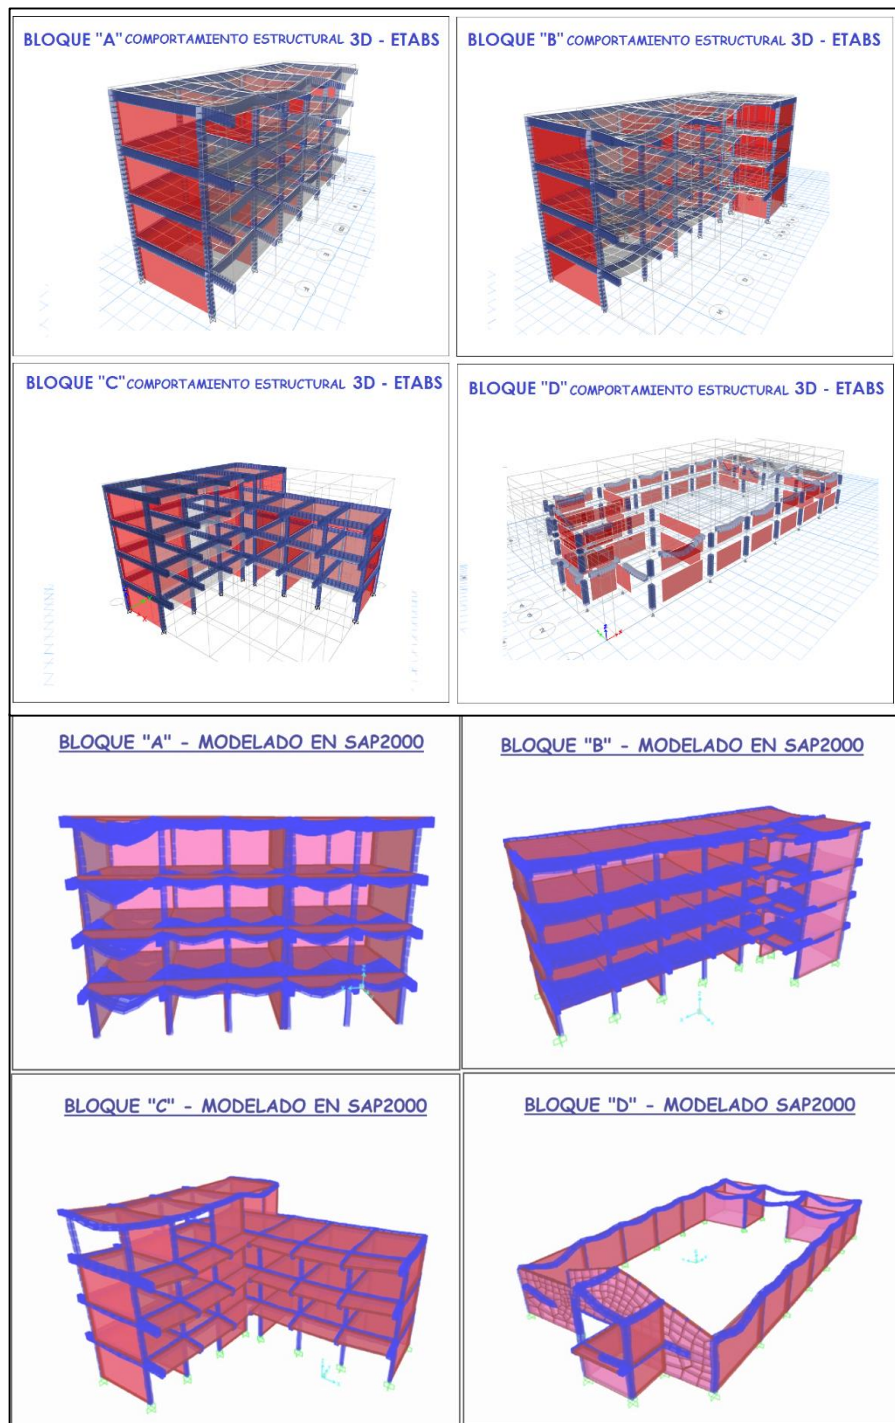 BLOQUE "A" COMPORTAMIENTO ESTRUCTURAL 3D - ETABS
BLOQUE "B" COMPORTAMIENTO ESTRUCTURAL 3D - ETABS
BLOQUE "C" COMPORTAMIENTO ESTRUCTURAL 3D - ETABS
BLOQUE "D" COMPORTAMIENTO ESTRUCTURAL 3D - ETABS
BLOQUE "A" - MODELADO EN SAP2000
BLOQUE "B" - MODELADO EN SAP2000
BLOQUE "C" - MODELADO EN SAP2000
BLOQUE "D" - MODELADO SAP2000